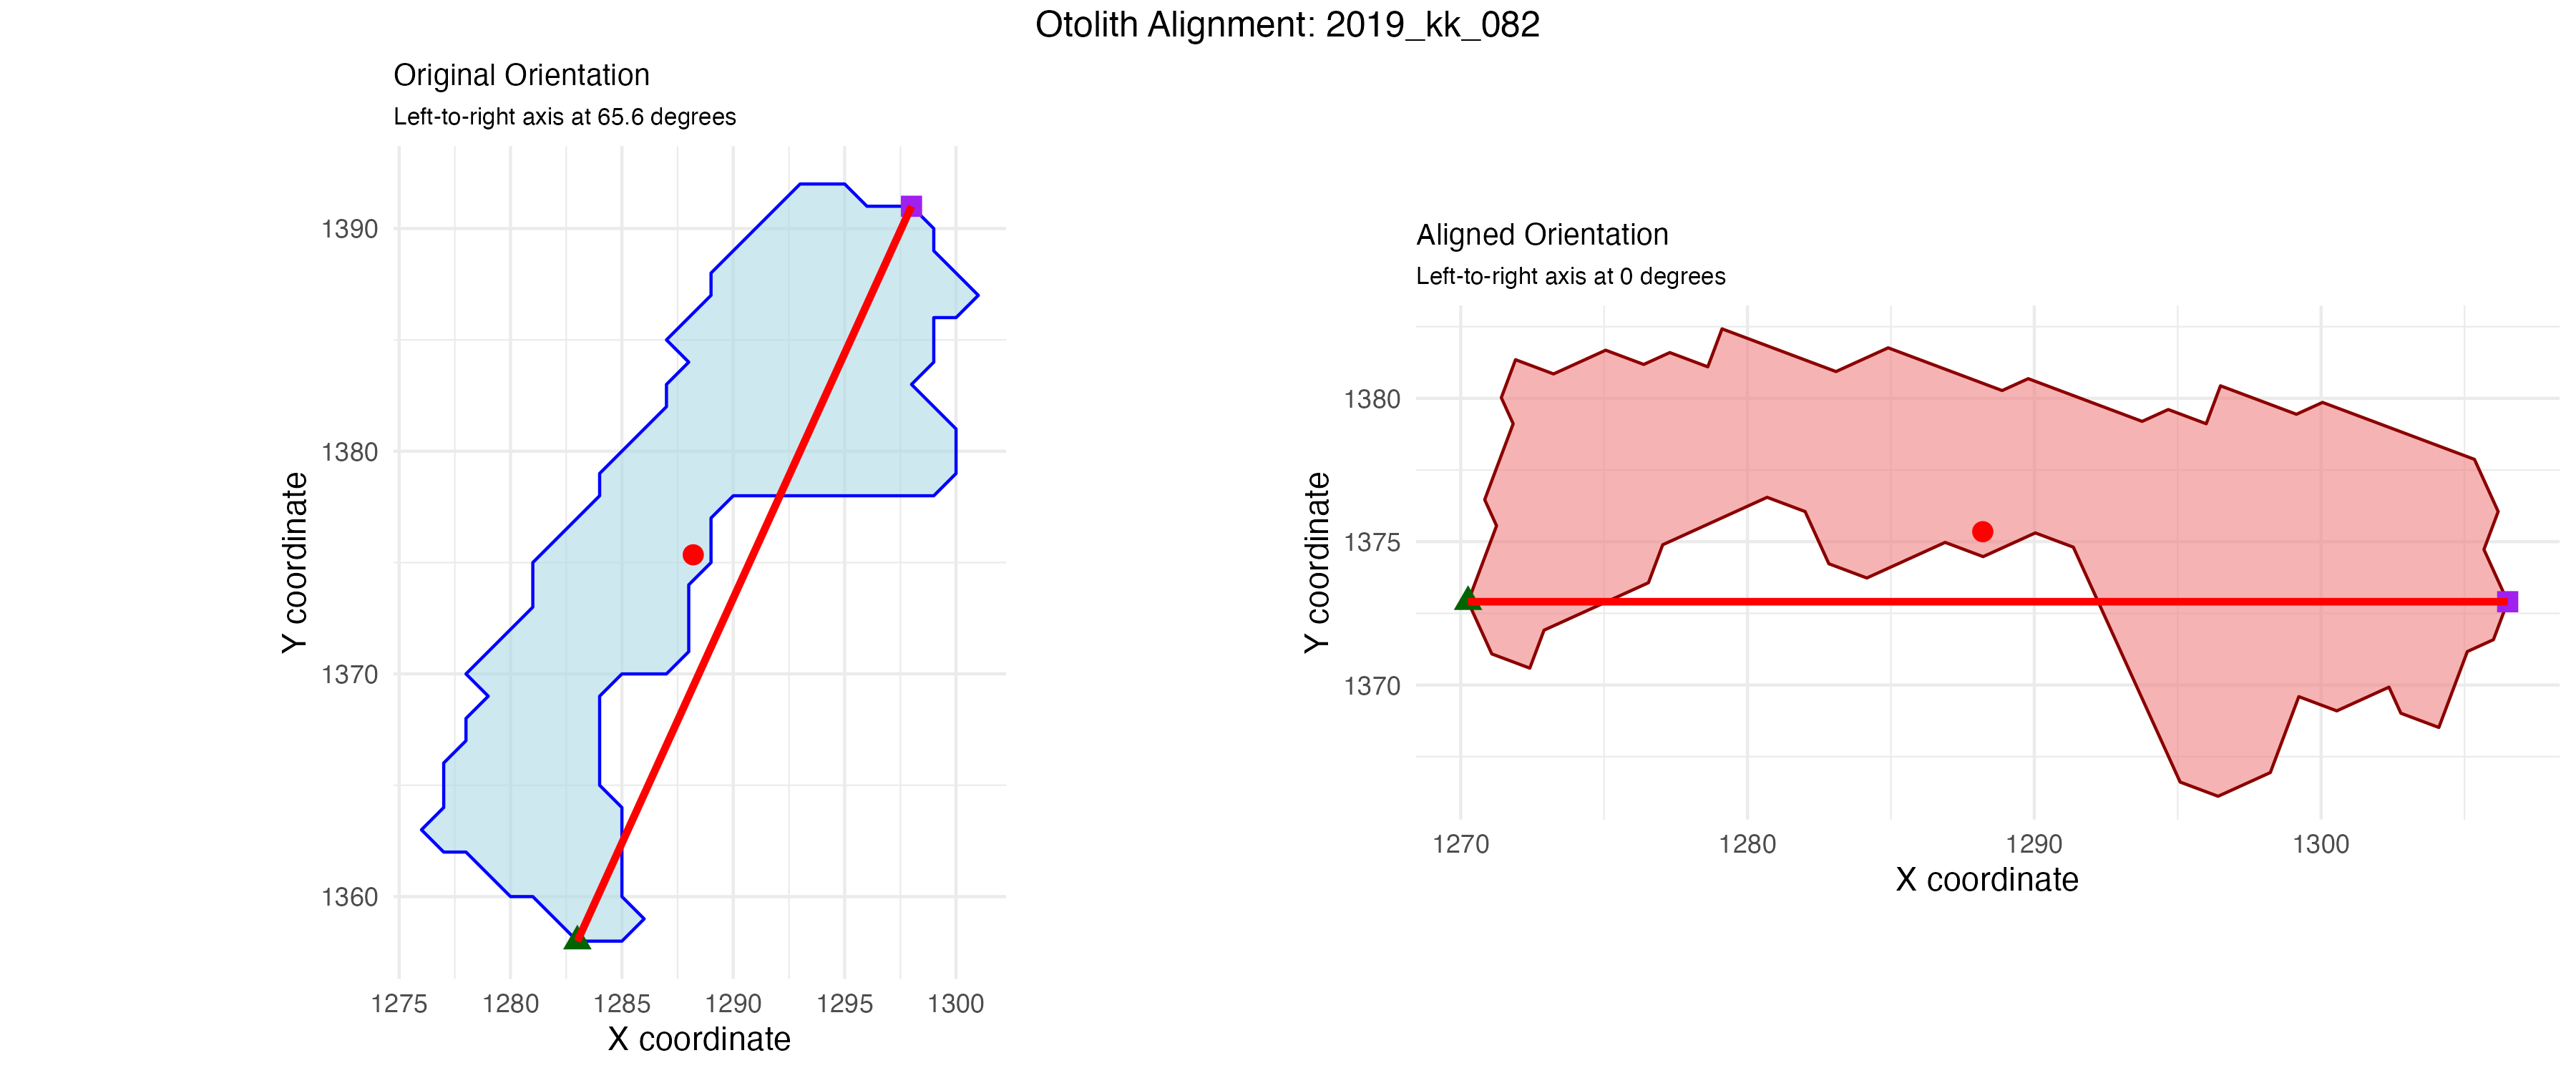 Otolith Alignment: 2019_kk_082
Original Orientation
Left-to-right axis at 65.6 degrees
1390
1380
1370
1360
Y coordinate
1275 1280 1285 1290 1295 1300
X coordinate
Aligned Orientation
Left-to-right axis at 0 degrees
1380
1375
1370
Y coordinate
1270 1280 1290 1300
X coordinate